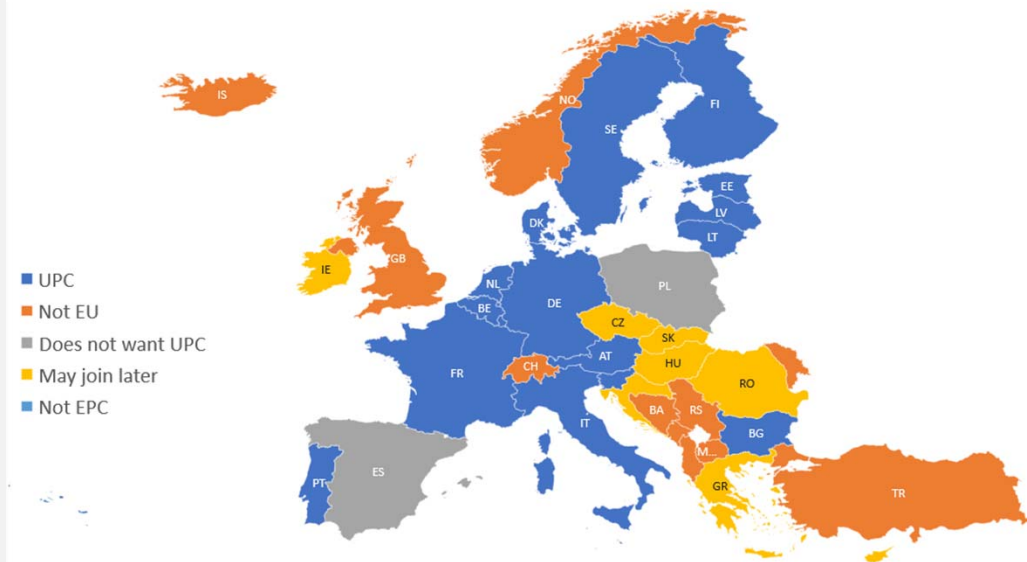 IS
NO
SE
FI
EE
LV
LT
DK
IE
GB
NL
BE
DE
PL
CZ
SK
AT
HU
RO
FR
CH
IT
BA
RS
M...
BG
PT
ES
GR
TR
UPC
Not EU
Does not want UPC
May join later
Not EPC